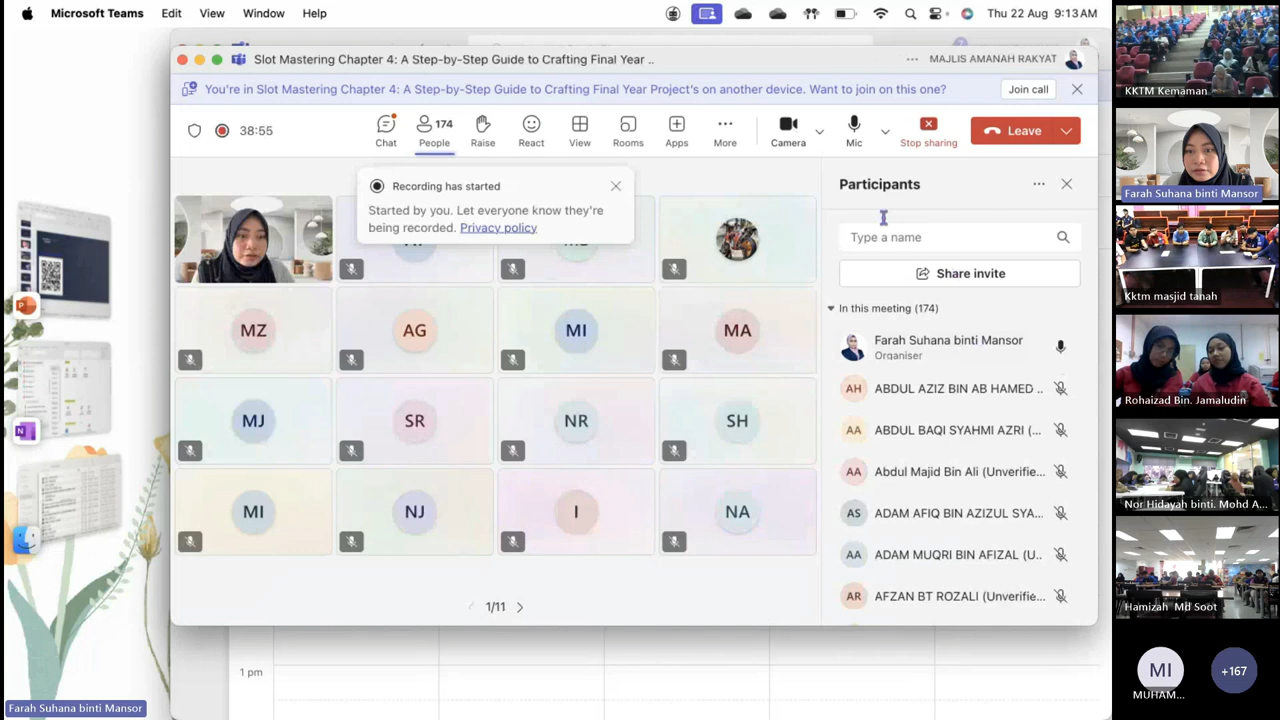 Microsoft Teams Edit View Window Help Thu 22 Aug 9:13 AM
Slot Mastering Chapter 4: A Step-by-Step Guide to Crafting Final Year .. ... MAJLIS AMANAH RAKYAT
You're in Slot Mastering Chapter 4: A Step-by-Step Guide to Crafting Final Year Project's on another device. Want to join on this one? Join call
38:55
Chat
People 174
Raise
React
View
Rooms
Apps
More
Camera
Mic
Stop sharing
Leave
Recording has started
Started by you. Let everyone know they're
being recorded. Privacy policy
MZ AG MI MA
MJ SR NR SH
MI NJ I NA
1/11
Participants
Type a name
Share invite
In this meeting (174)
Farah Suhana binti Mansor
Organiser
AH ABDUL AZIZ BIN AB HAMED ..
AA ABDUL BAQI SYAHMI AZRI (...
AA Abdul Majid Bin Ali (Unverifie...
AS ADAM AFIQ BIN AZIZUL SYA...
AA ADAM MUQRI BIN AFIZAL (U..
AR AFZAN BT ROZALI (Unverifie...
1 pm
Farah Suhana binti Mansor
KKTM Kemaman
Farah Suhana binti Mansor
Kktm masjid tanah
Rohaizad Bin. Jamaludin
Nor Hidayah binti. Mohd A...
Hamizah Md Soot
MI
MUHAM...
+167